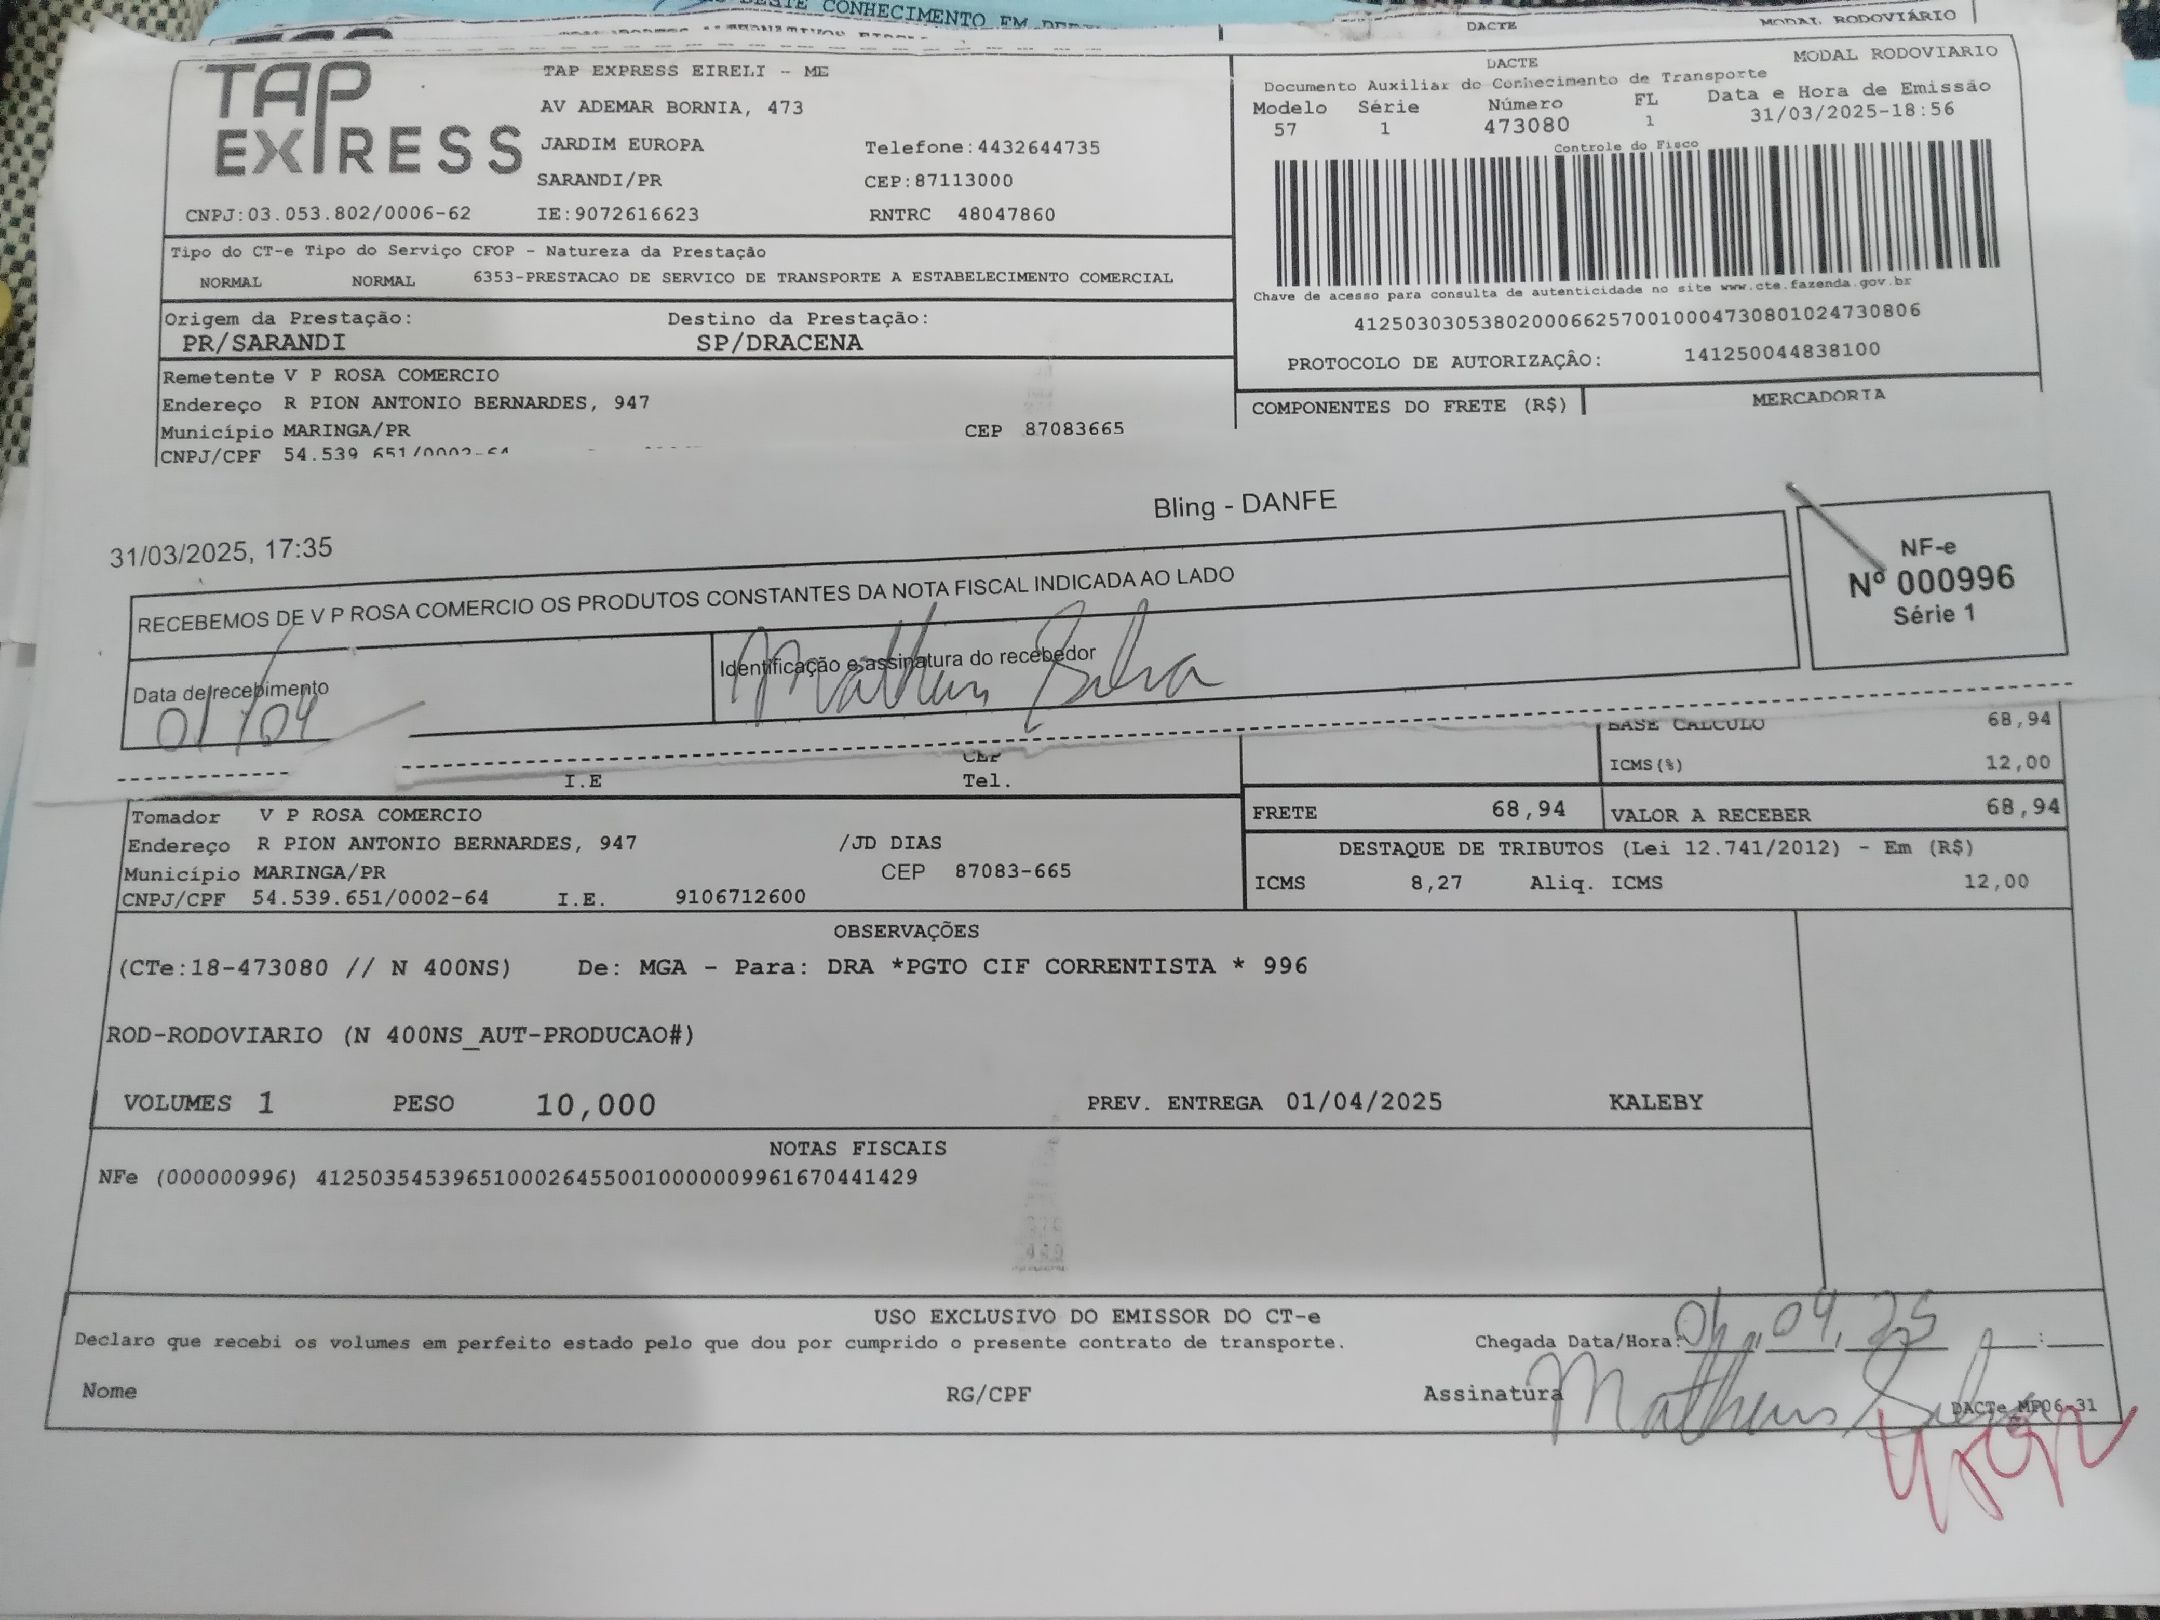 DESTE CONHECIMENTO EM
DACTE MODAL RODOVIÁRIO
TAP EXPRESS
TAP EXPRESS EIRELI - ME
AV ADEMAR BORNIA, 473
JARDIM EUROPA Telefone:4432644735
SARANDI/PR CEP:87113000
CNPJ:03.053.802/0006-62 IE:9072616623 RNTRC 48047860
DACTE MODAL RODOVIARIO
Documento Auxiliar do Conhecimento de Transporte
Modelo Série Número FL Data e Hora de Emissão
57 1 473080 1 31/03/2025-18:56
Controle do Fisco
Chave de acesso para consulta de autenticidade no site www.cte.fazenda.gov.br
41250303053802000662570010004730801024730806
PROTOCOLO DE AUTORIZAÇÃO: 141250044838100
Tipo do CT-e Tipo do Serviço CFOP - Natureza da Prestação
NORMAL NORMAL 6353-PRESTACAO DE SERVICO DE TRANSPORTE A ESTABELECIMENTO COMERCIAL
Origem da Prestação: Destino da Prestação:
PR/SARANDI SP/DRACENA
Remetente V P ROSA COMERCIO
Endereço R PION ANTONIO BERNARDES, 947
Município MARINGA/PR CEP 87083665
CNPJ/CPF 54.539.651/0002-64
COMPONENTES DO FRETE (R$) MERCADORIA
31/03/2025, 17:35 Bling - DANFE
RECEBEMOS DE V P ROSA COMERCIO OS PRODUTOS CONSTANTES DA NOTA FISCAL INDICADA AO LADO
NF-e
Nº 000996
Série 1
Data de recebimento Identificação e assinatura do recebedor
01/04 Matheus Silva
BASE CALCULO 68,94
ICMS(%) 12,00
CEP
I.E Tel.
Tomador V P ROSA COMERCIO
Endereço R PION ANTONIO BERNARDES, 947 /JD DIAS
Município MARINGA/PR CEP 87083-665
CNPJ/CPF 54.539.651/0002-64 I.E. 9106712600
FRETE 68,94 VALOR A RECEBER 68,94
DESTAQUE DE TRIBUTOS (Lei 12.741/2012) - Em (R$)
ICMS 8,27 Aliq. ICMS 12,00
OBSERVAÇÕES
(CTe:18-473080 // N 400NS) De: MGA - Para: DRA *PGTO CIF CORRENTISTA * 996
ROD-RODOVIARIO (N 400NS_AUT-PRODUCAO#)
VOLUMES 1 PESO 10,000 PREV. ENTREGA 01/04/2025 KALEBY
NOTAS FISCAIS
NFe (000000996) 41250354539651000264550010000009961670441429
USO EXCLUSIVO DO EMISSOR DO CT-e
Declaro que recebi os volumes em perfeito estado pelo que dou por cumprido o presente contrato de transporte. Chegada Data/Hora: 01, 04, 25 :
Nome RG/CPF Assinatura Matheus Silva
DACTe MP06-31